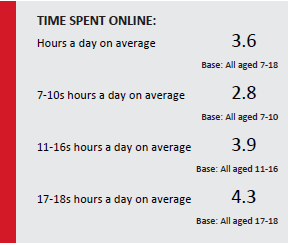 TIME SPENT ONLINE:
Hours a day on average 3.6
Base: All aged 7-18
7-10s hours a day on average 2.8
Base: All aged 7-10
11-16s hours a day on average 3.9
Base: All aged 11-16
17-18s hours a day on average 4.3
Base: All aged 17-18